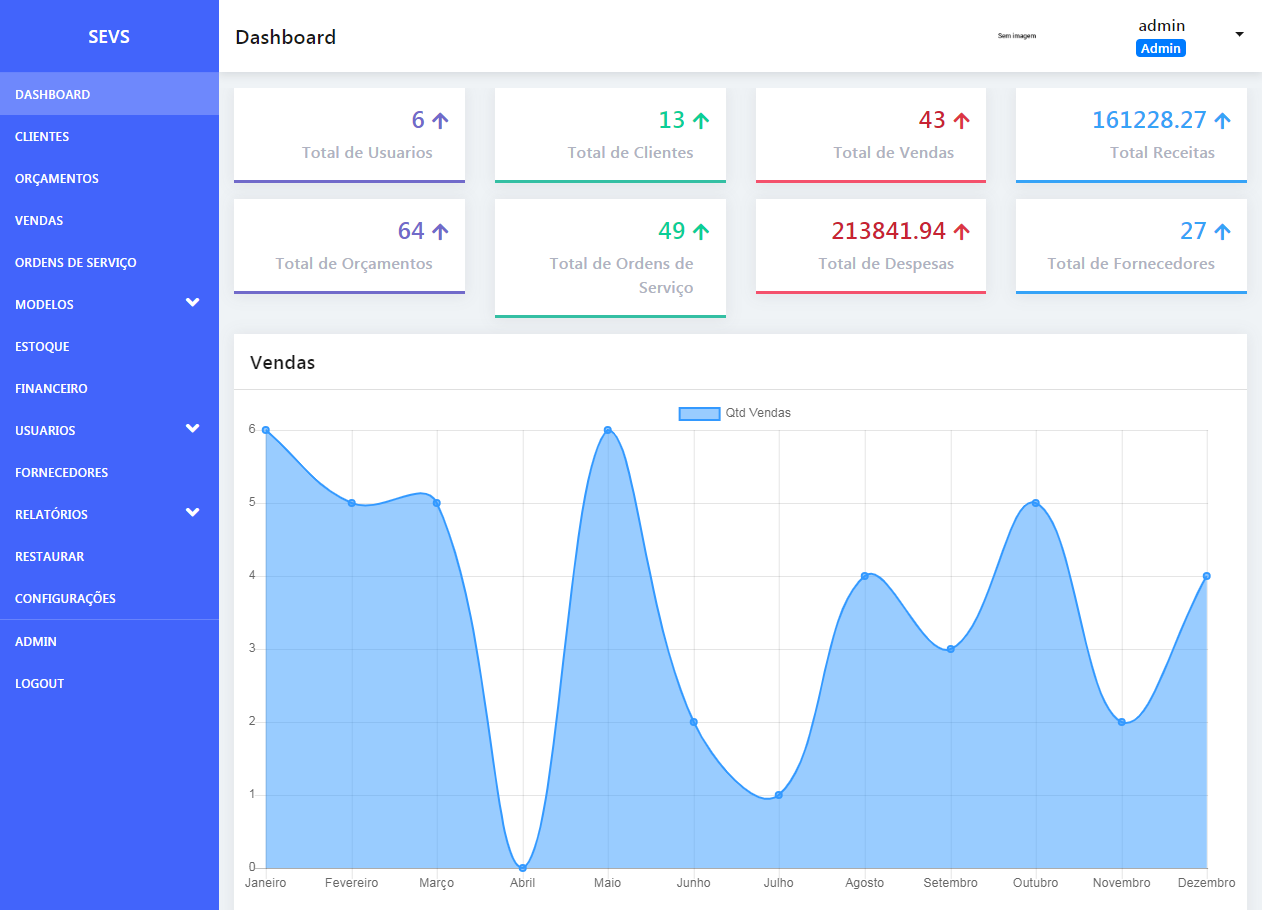 SEVS
DASHBOARD
CLIENTES
ORÇAMENTOS
VENDAS
ORDENS DE SERVIÇO
MODELOS
ESTOQUE
FINANCEIRO
USUARIOS
FORNECEDORES
RELATÓRIOS
RESTAURAR
CONFIGURAÇÕES
ADMIN
LOGOUT
Dashboard
Sem imagem
admin
Admin
6
Total de Usuarios
13
Total de Clientes
43
Total de Vendas
161228.27
Total Receitas
64
Total de Orçamentos
49
Total de Ordens de
Serviço
213841.94
Total de Despesas
27
Total de Fornecedores
Vendas
Qtd Vendas
6
5
4
3
2
1
0
Janeiro Fevereiro Março Abril Maio Junho Julho Agosto Setembro Outubro Novembro Dezembro